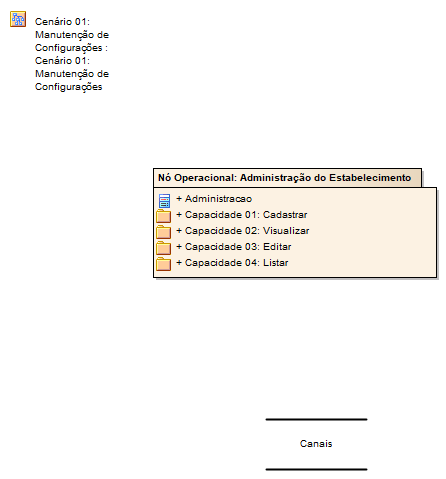 Cenário 01:
Manutenção de
Configurações :
Cenário 01:
Manutenção de
Configurações
Nó Operacional: Administração do Estabelecimento
+ Administracao
+ Capacidade 01: Cadastrar
+ Capacidade 02: Visualizar
+ Capacidade 03: Editar
+ Capacidade 04: Listar
Canais